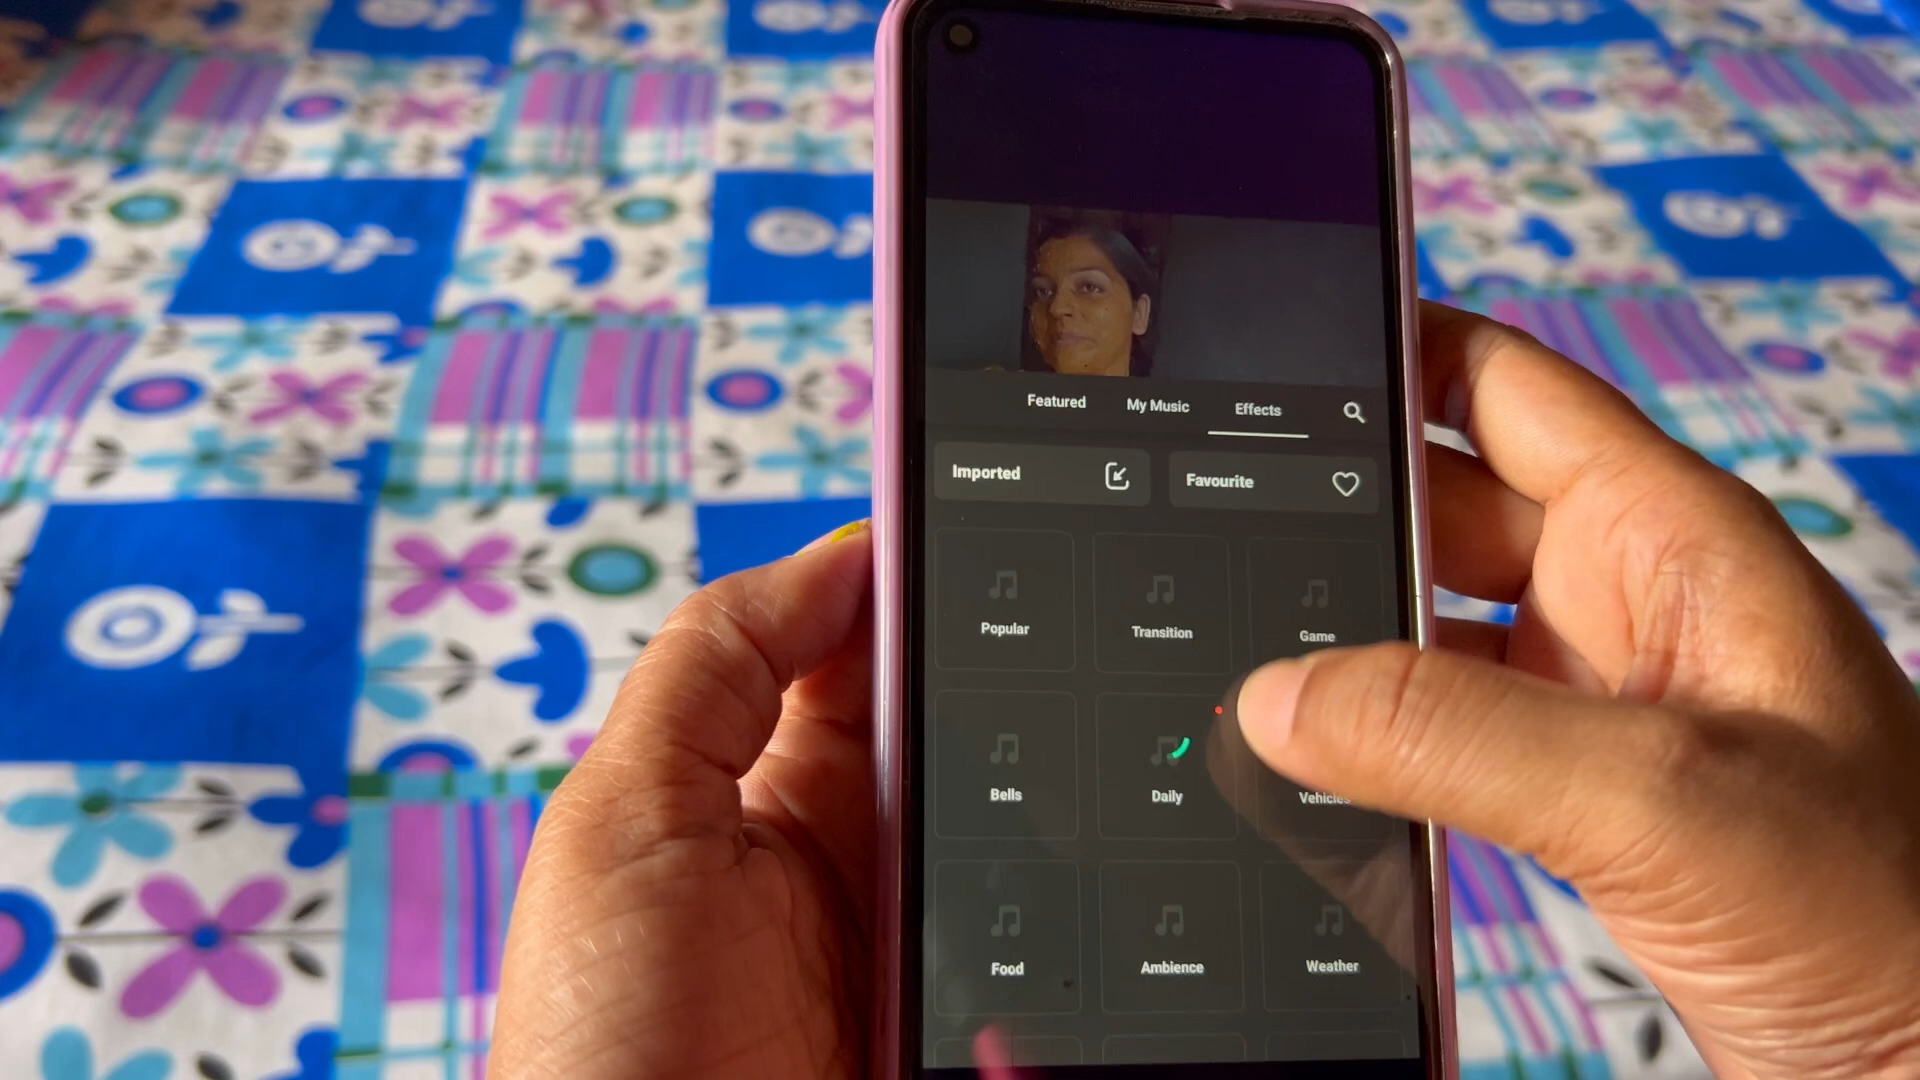 Featured My Music Effects
Imported Favourite
Popular Transition Game
Bells Daily Vehicles
Food Ambience Weather